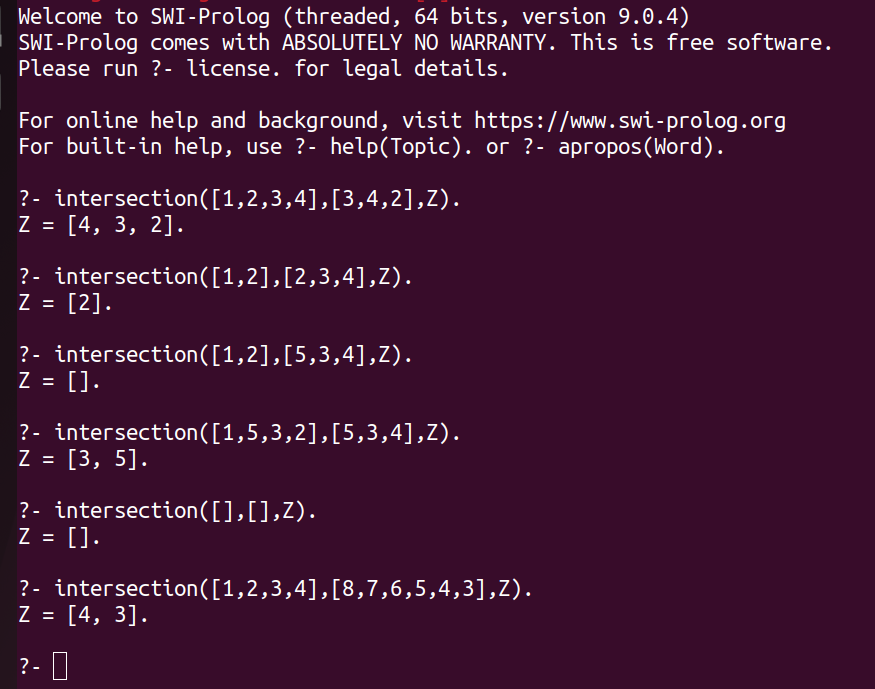 Welcome to SWI-Prolog (threaded, 64 bits, version 9.0.4)
SWI-Prolog comes with ABSOLUTELY NO WARRANTY. This is free software.
Please run ?- license. for legal details.

For online help and background, visit https://www.swi-prolog.org
For built-in help, use ?- help(Topic). or ?- apropos(Word).

?- intersection([1,2,3,4],[3,4,2],Z).
Z = [4, 3, 2].

?- intersection([1,2],[2,3,4],Z).
Z = [2].

?- intersection([1,2],[5,3,4],Z).
Z = [].

?- intersection([1,5,3,2],[5,3,4],Z).
Z = [3, 5].

?- intersection([],[],Z).
Z = [].

?- intersection([1,2,3,4],[8,7,6,5,4,3],Z).
Z = [4, 3].

?-